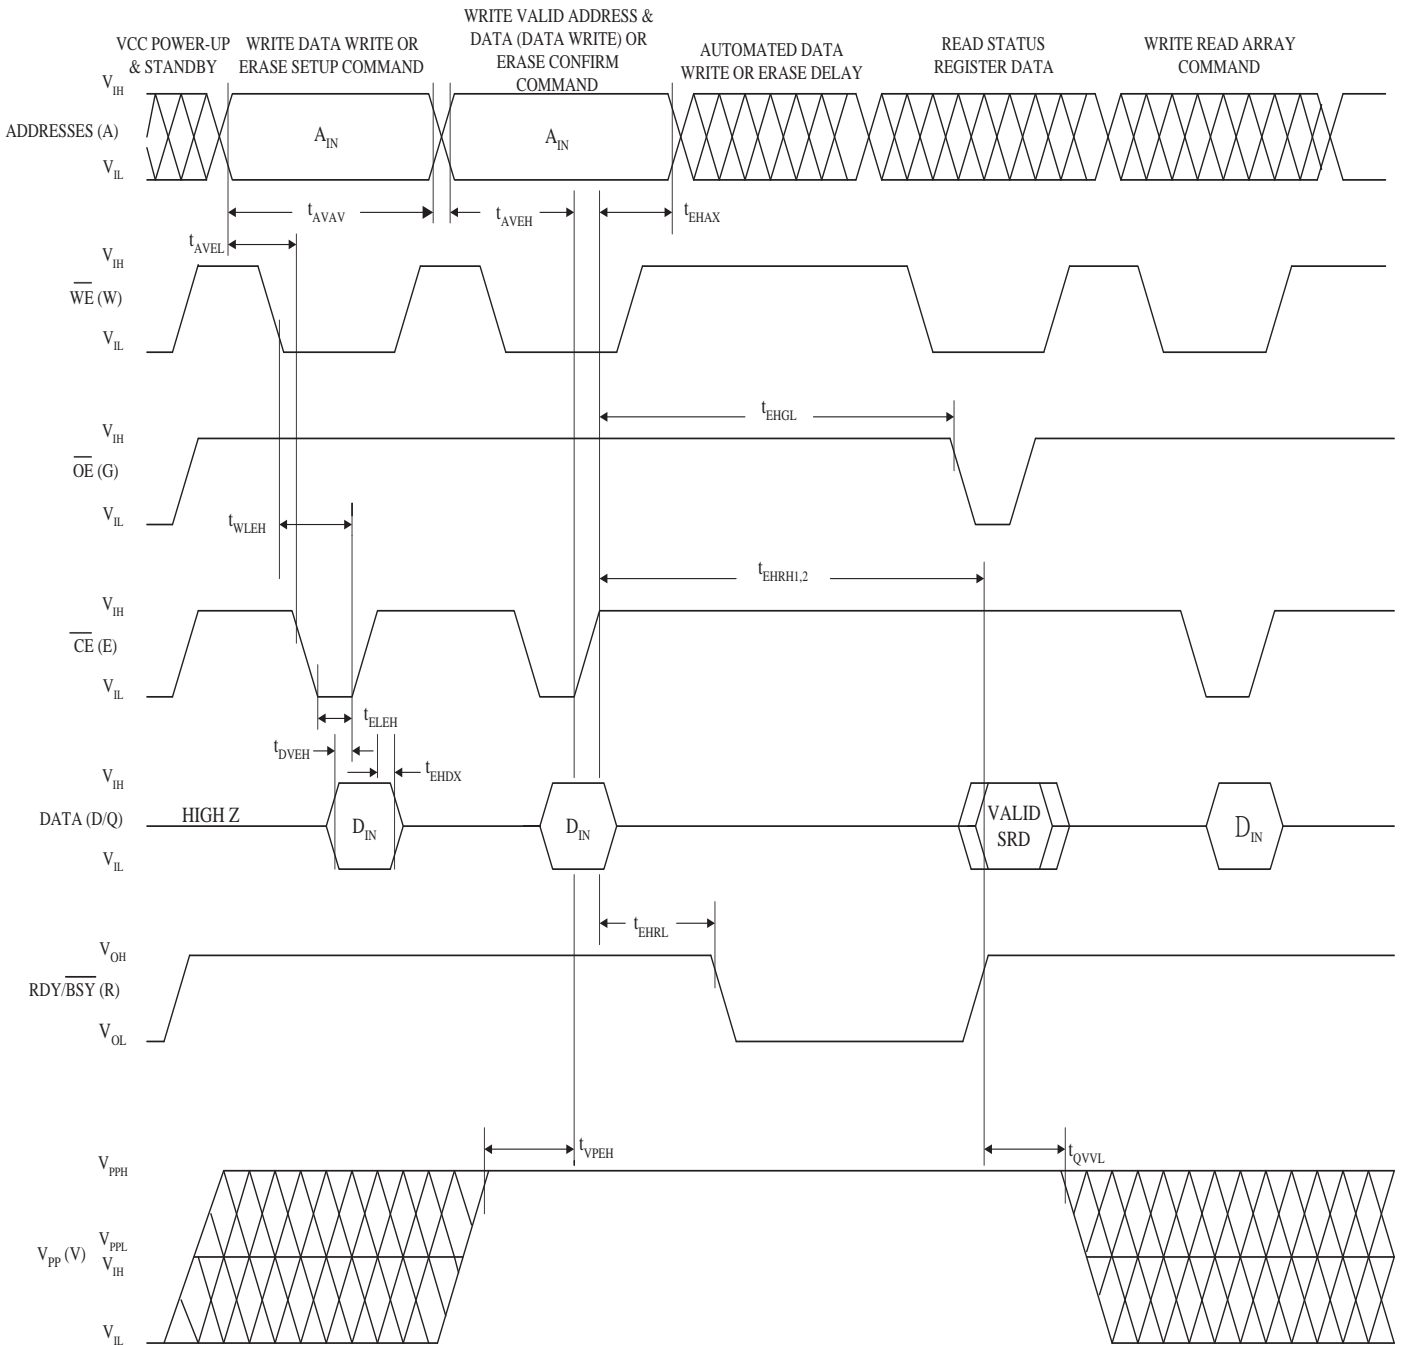 VCC POWER-UP
& STANDBY
WRITE DATA WRITE OR
ERASE SETUP COMMAND
WRITE VALID ADDRESS &
DATA (DATA WRITE) OR
ERASE CONFIRM
COMMAND
AUTOMATED DATA
WRITE OR ERASE DELAY
READ STATUS
REGISTER DATA
WRITE READ ARRAY
COMMAND
VIH
ADDRESSES (A)
AIN
AIN
VIL
tAVAV
tAVEH
tEHAX
tAVEL
VIH
WE (W)
VIL
tEHGL
VIH
OE (G)
VIL
tWLEH
tEHRH1,2
VIH
CE (E)
VIL
tELEH
tDVEH
tEHDX
VIH
DATA (D/Q)
HIGH Z
DIN
DIN
VALID
SRD
DIN
VIL
tEHRL
VOH
RDY/BSY (R)
VOL
tVPEH
tQVVL
VPPH
VPPL
VPP (V)
VIH
VIL